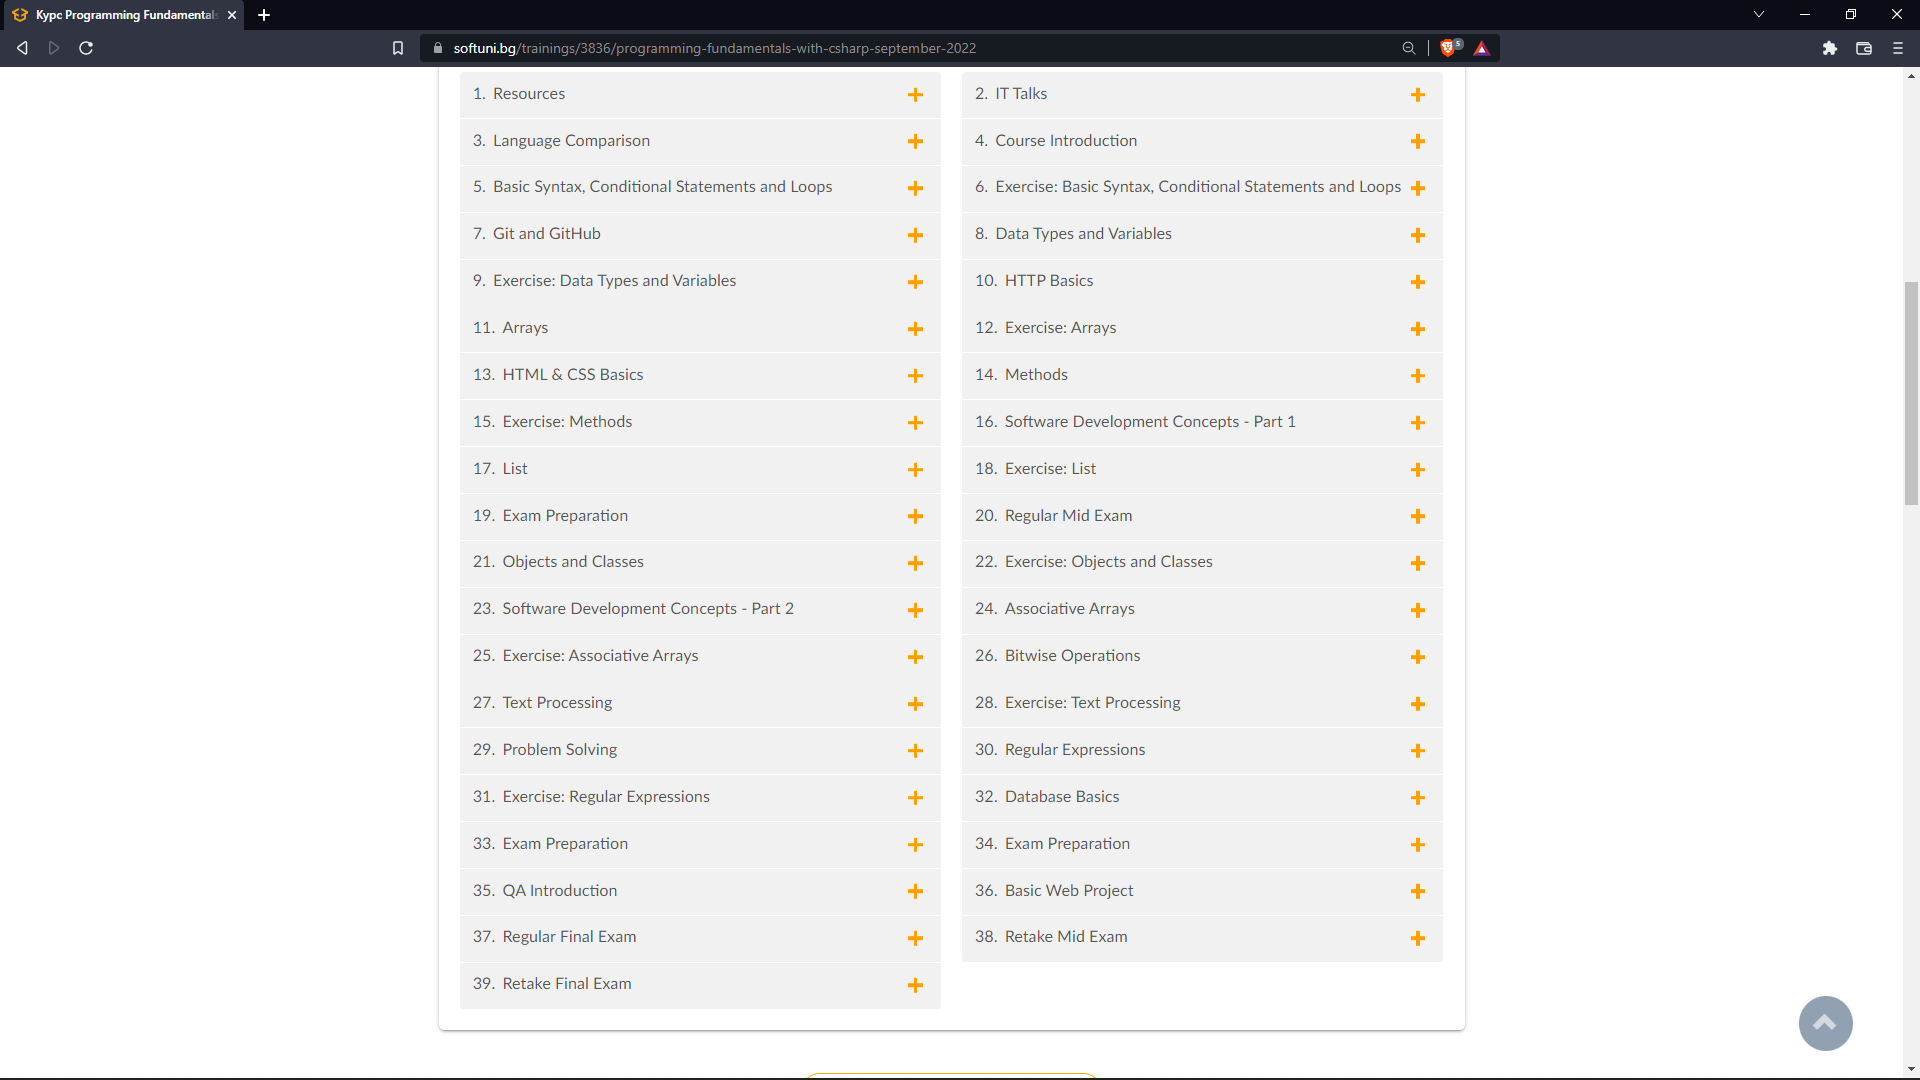 Курс Programming Fundamentals
softuni.bg/trainings/3836/programming-fundamentals-with-csharp-september-2022
5
1. Resources
2. IT Talks
3. Language Comparison
4. Course Introduction
5. Basic Syntax, Conditional Statements and Loops
6. Exercise: Basic Syntax, Conditional Statements and Loops
7. Git and GitHub
8. Data Types and Variables
9. Exercise: Data Types and Variables
10. HTTP Basics
11. Arrays
12. Exercise: Arrays
13. HTML & CSS Basics
14. Methods
15. Exercise: Methods
16. Software Development Concepts - Part 1
17. List
18. Exercise: List
19. Exam Preparation
20. Regular Mid Exam
21. Objects and Classes
22. Exercise: Objects and Classes
23. Software Development Concepts - Part 2
24. Associative Arrays
25. Exercise: Associative Arrays
26. Bitwise Operations
27. Text Processing
28. Exercise: Text Processing
29. Problem Solving
30. Regular Expressions
31. Exercise: Regular Expressions
32. Database Basics
33. Exam Preparation
34. Exam Preparation
35. QA Introduction
36. Basic Web Project
37. Regular Final Exam
38. Retake Mid Exam
39. Retake Final Exam